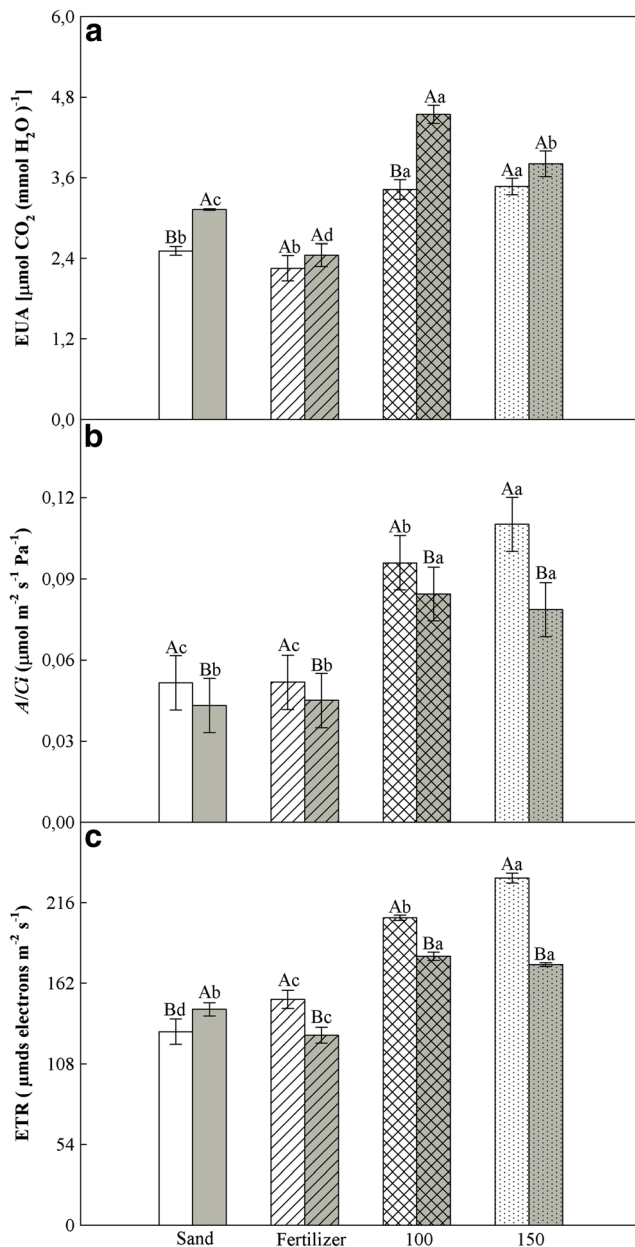 a
6,0
4,8
3,6
2,4
1,2
0,0
EUA [μmol CO₂ (mmol H₂O )⁻¹]
Bb
Ac
Ab
Ad
Ba
Aa
Aa
Ab
b
0,12
0,09
0,06
0,03
0,00
A/Ci (μmol m⁻² s⁻¹ Pa⁻¹)
Ac
Bb
Ac
Bb
Ab
Ba
Aa
Ba
c
216
162
108
54
0
ETR ( μmds electrons m⁻² s⁻¹)
Bd
Ab
Ac
Bc
Ab
Ba
Aa
Ba
Sand Fertilizer 100 150